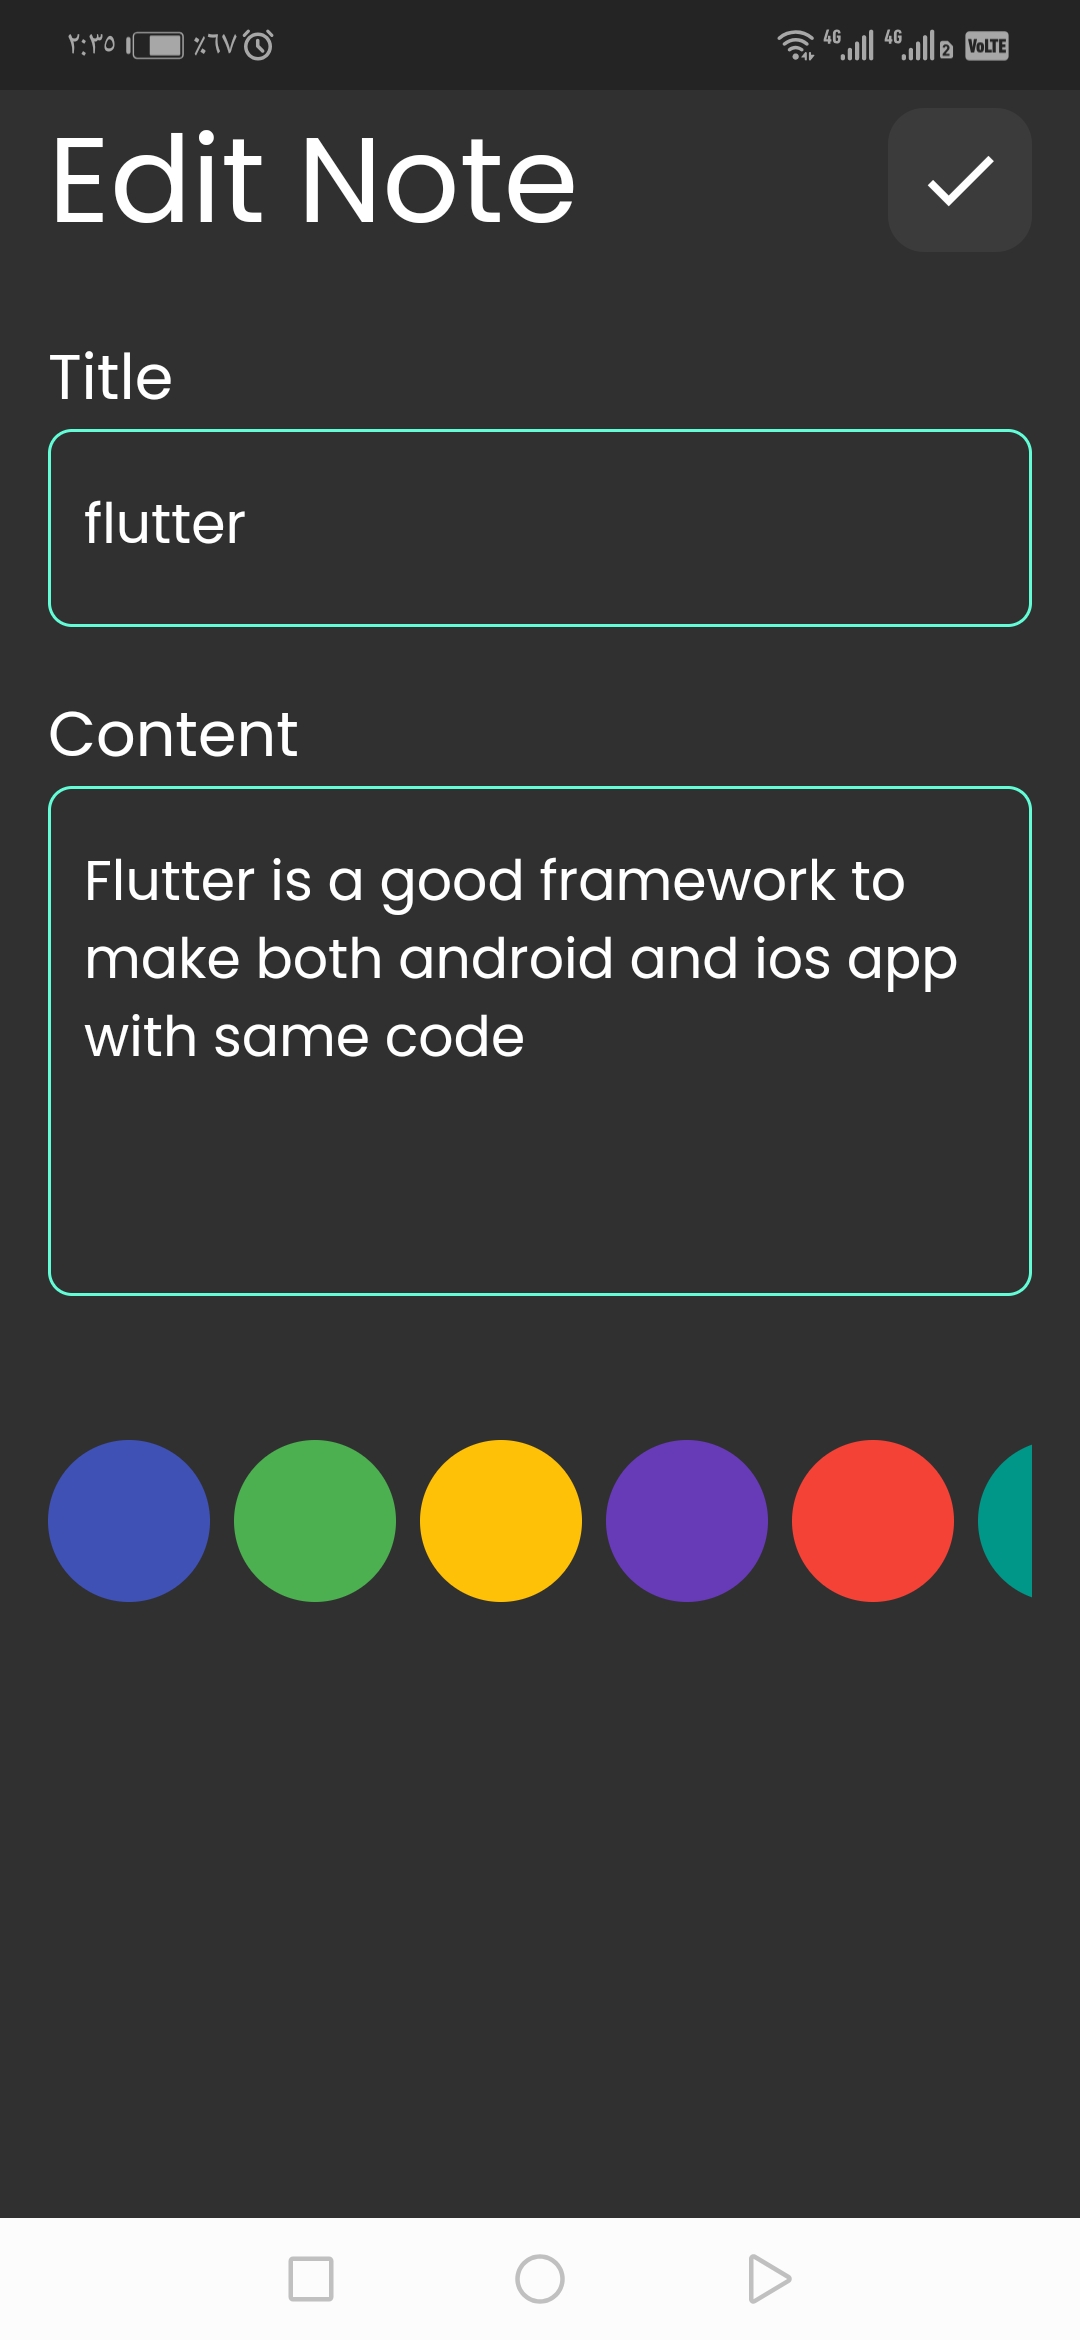 ٢:٣٥ ٪٦٧ 4G 4G 2 VoLTE
Edit Note
Title
flutter
Content
Flutter is a good framework to
make both android and ios app
with same code